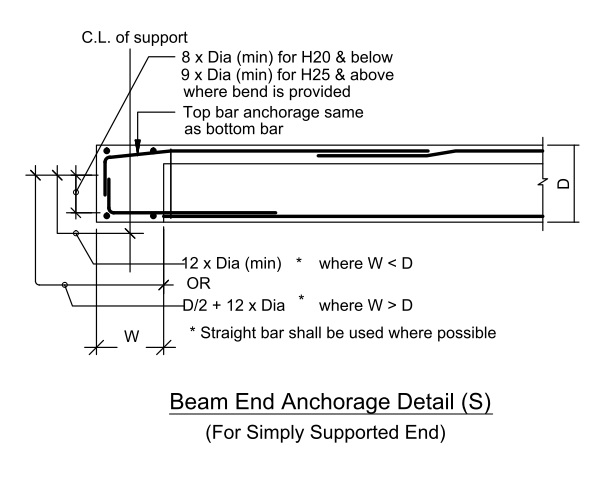 C.L. of support
8 x Dia (min) for H20 & below
9 x Dia (min) for H25 & above
where bend is provided
Top bar anchorage same
as bottom bar
D
12 x Dia (min) * where W < D
OR
D/2 + 12 x Dia * where W > D
W
* Straight bar shall be used where possible
Beam End Anchorage Detail (S)
(For Simply Supported End)